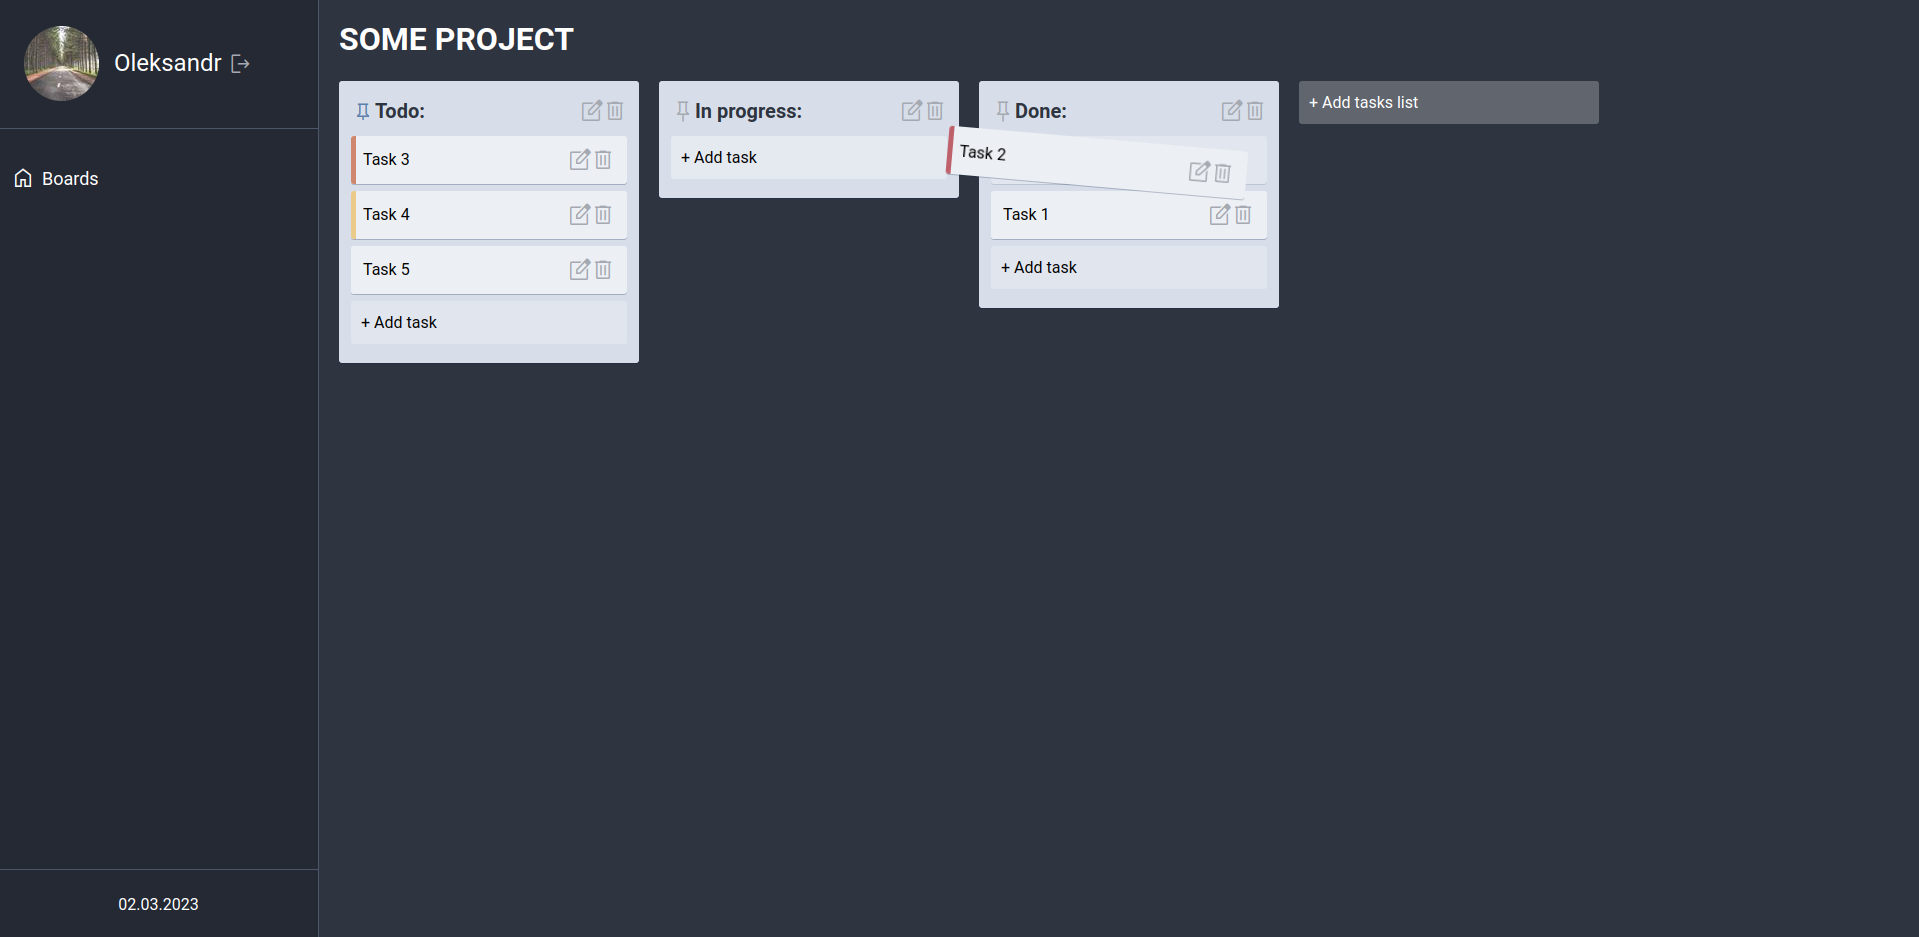 Oleksandr
Boards
02.03.2023
SOME PROJECT
Todo:
Task 3
Task 4
Task 5
+ Add task
In progress:
+ Add task
Done:
Task 2
Task 1
+ Add task
+ Add tasks list